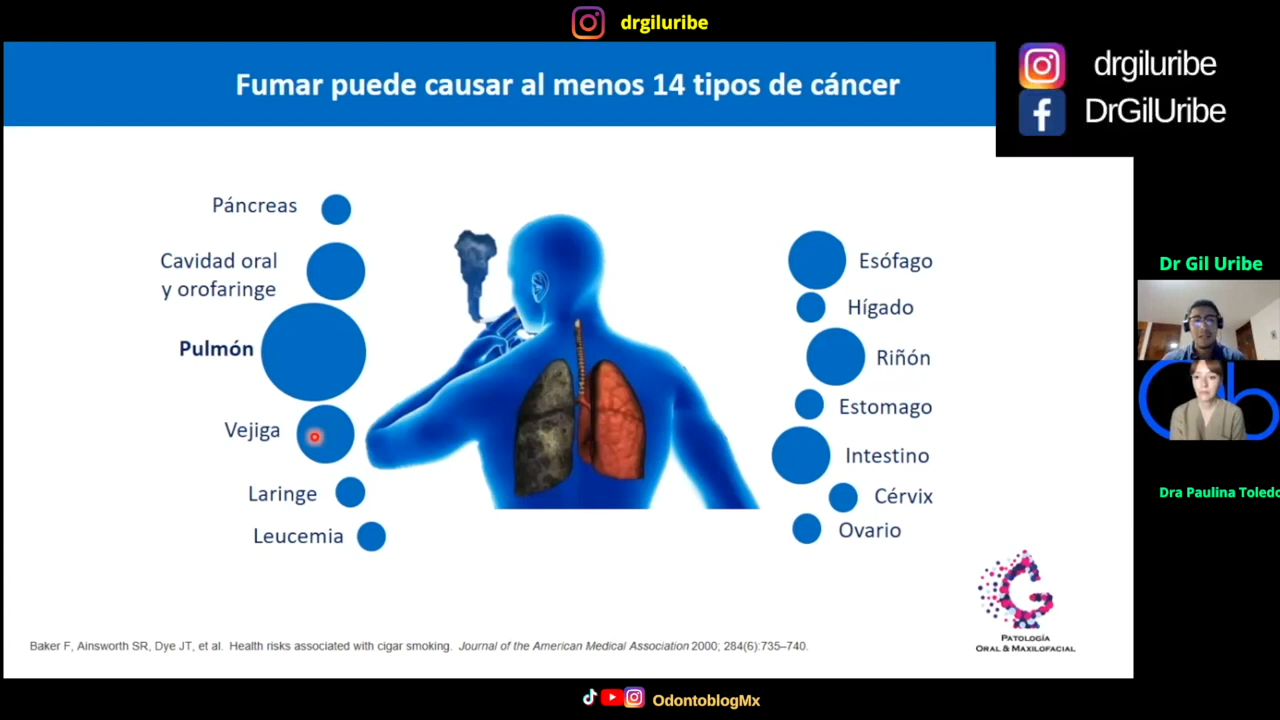 drgiluribe
drgiluribe
DrGilUribe
Fumar puede causar al menos 14 tipos de cáncer
Páncreas
Cavidad oral
y orofaringe
Pulmón
Vejiga
Laringe
Leucemia
Esófago
Hígado
Riñón
Estomago
Intestino
Cérvix
Ovario
Dr Gil Uribe
Dra Paulina Toledo
PATOLOGÍA
ORAL & MAXILOFACIAL
Baker F, Ainsworth SR, Dye JT, et al. Health risks associated with cigar smoking. Journal of the American Medical Association 2000; 284(6):735–740.
OdontoblogMx